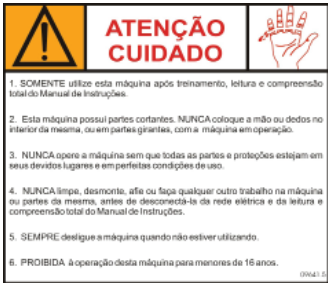 ATENÇÃO
CUIDADO
1. SOMENTE utilize esta máquina após treinamento, leitura e compreensão
total do Manual de Instruções.
2. Esta máquina possui partes cortantes. NUNCA coloque a mão ou dedos no
interior da mesma, ou em partes girantes, com a máquina em operação.
3. NUNCA opere a máquina sem que todas as partes e proteções estejam em
seus devidos lugares e em perfeitas condições de uso.
4. NUNCA limpe, desmonte, afie ou faça qualquer outro trabalho na máquina
ou partes da mesma, antes de desconectá-la da rede elétrica e da leitura e
compreensão total do Manual de Instruções.
5. SEMPRE desligue a máquina quando não estiver utilizando.
6. PROIBIDA à operação desta máquina para menores de 16 anos.